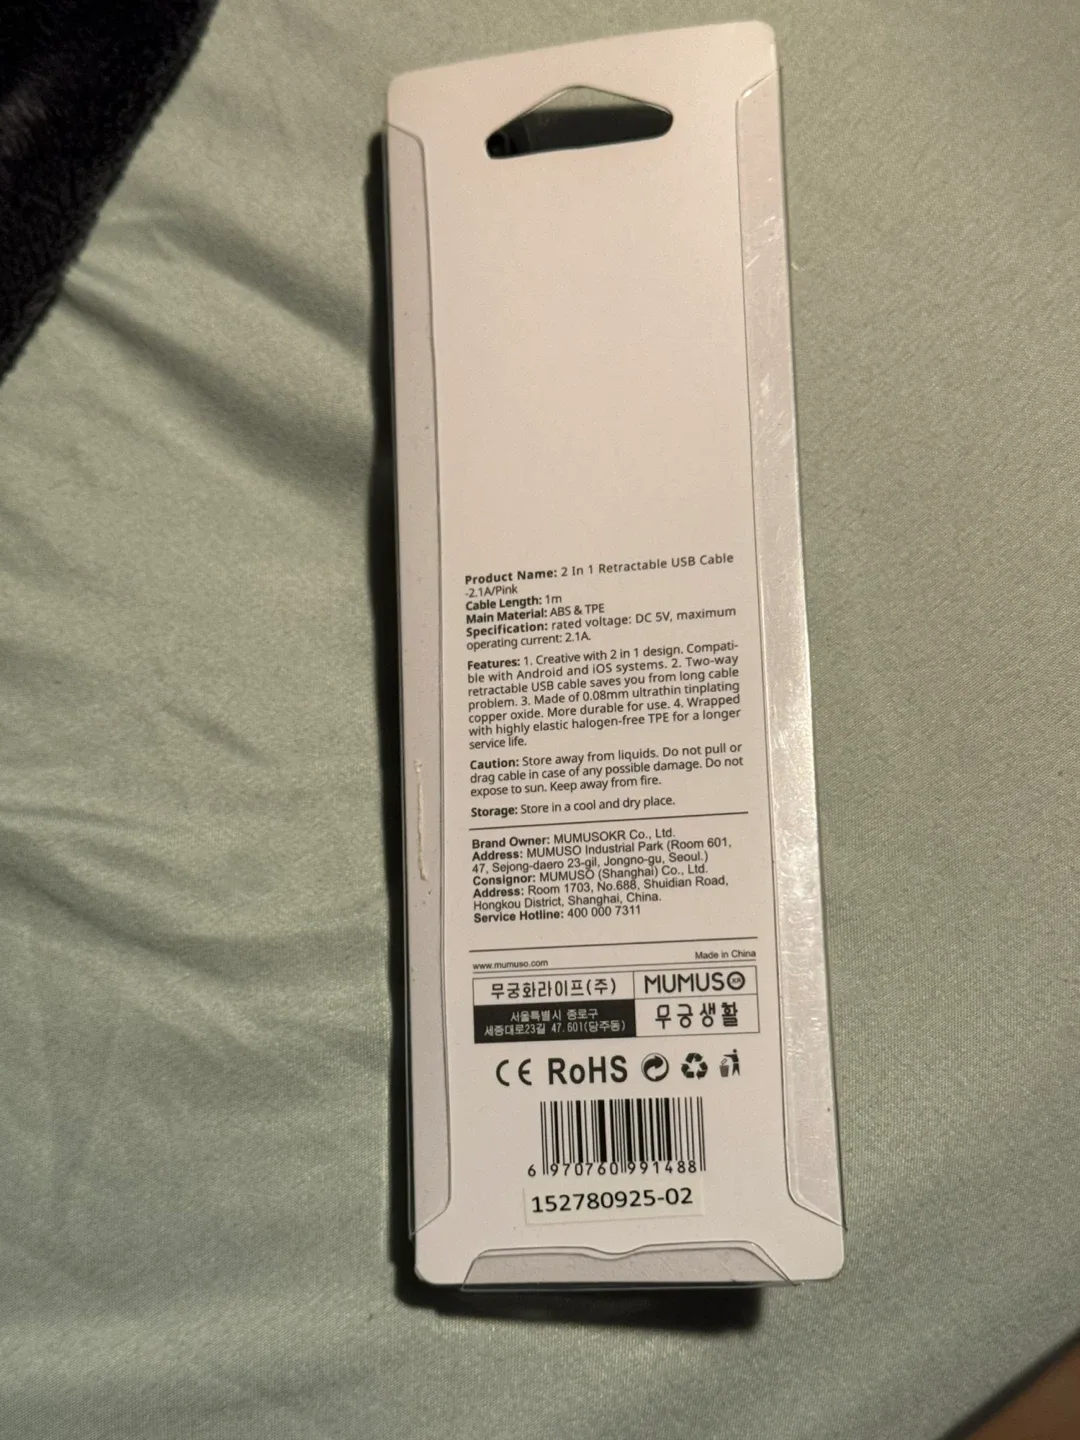 Product Name: 2 In 1 Retractable USB Cable
-2.1A/Pink
Cable Length: 1m
Main Material: ABS & TPE
Specification: rated voltage: DC 5V, maximum
operating current: 2.1A.
Features: 1. Creative with 2 in 1 design. Compati-
ble with Android and iOS systems. 2. Two-way
retractable USB cable saves you from long cable
problem. 3. Made of 0.08mm ultrathin tinplating
copper oxide. More durable for use. 4. Wrapped
with highly elastic halogen-free TPE for a longer
service life.
Caution: Store away from liquids. Do not pull or
drag cable in case of any possible damage. Do not
expose to sun. Keep away from fire.
Storage: Store in a cool and dry place.
Brand Owner: MUMUSOKR Co., Ltd.
Address: MUMUSO Industrial Park (Room 601,
47, Sejong-daero 23-gil, Jongno-gu, Seoul.)
Consignor: MUMUSO (Shanghai) Co., Ltd.
Address: Room 1703, No.688, Shuidian Road,
Hongkou District, Shanghai, China.
Service Hotline: 400 000 7311
www.mumuso.com Made in China
무궁화라이프(주) MUMUSO
서울특별시 종로구
세종대로23길 47.601(당주동)
무궁생활
CE RoHS
6 970760 991488
152780925-02